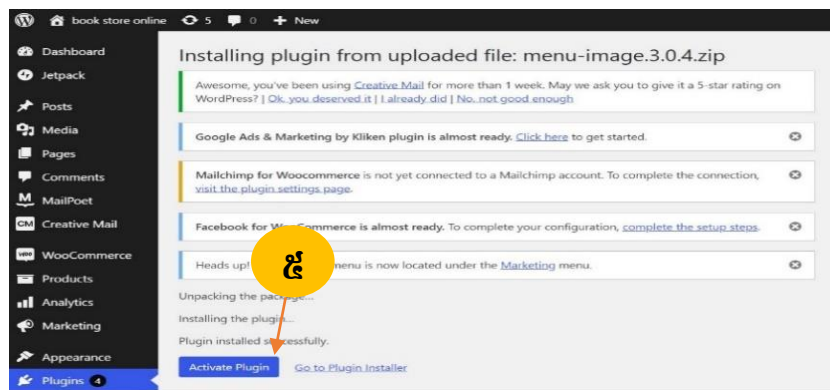 book store online 5 0 + New
Dashboard
Jetpack
Posts
Media
Pages
Comments
MailPoet
Creative Mail
WooCommerce
Products
Analytics
Marketing
Appearance
Plugins 4
Installing plugin from uploaded file: menu-image.3.0.4.zip
Awesome, you've been using Creative Mail for more than 1 week. May we ask you to give it a 5-star rating on
WordPress? | Ok, you deserved it | I already did | No, not good enough
Google Ads & Marketing by Kliken plugin is almost ready. Click here to get started.
Mailchimp for Woocommerce is not yet connected to a Mailchimp account. To complete the connection,
visit the plugin settings page.
Facebook for WooCommerce is almost ready. To complete your configuration, complete the setup steps.
Heads up! menu is now located under the Marketing menu.
៥
Unpacking the package...
Installing the plugin...
Plugin installed successfully.
Activate Plugin Go to Plugin Installer